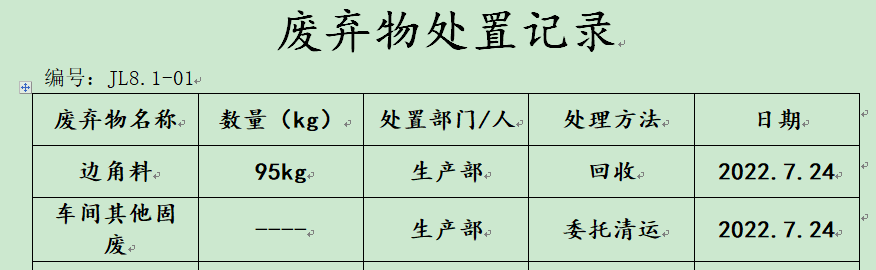 废弃物处置记录
编号：JL8.1-01
废弃物名称 数量（kg） 处置部门/人 处理方法 日期
边角料 95kg 生产部 回收 2022.7.24
车间其他固
废 ---- 生产部 委托清运 2022.7.24